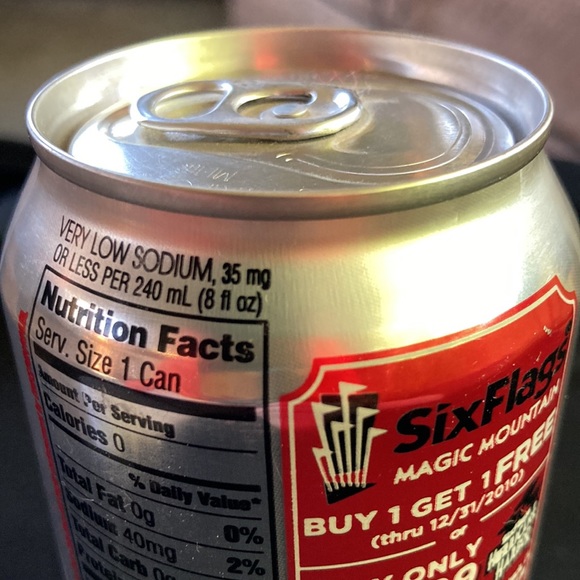 VERY LOW SODIUM, 35 mg
OR LESS PER 240 mL (8 fl oz)
Nutrition Facts
Serv. Size 1 Can
Amount Per Serving
Calories 0
% Daily Value*
Total Fat 0g 0%
Sodium 40mg 2%
Total Carb 0g
SixFlags
MAGIC MOUNTAIN
BUY 1 GET 1 FREE
(thru 12/31/2010)
or
ONLY